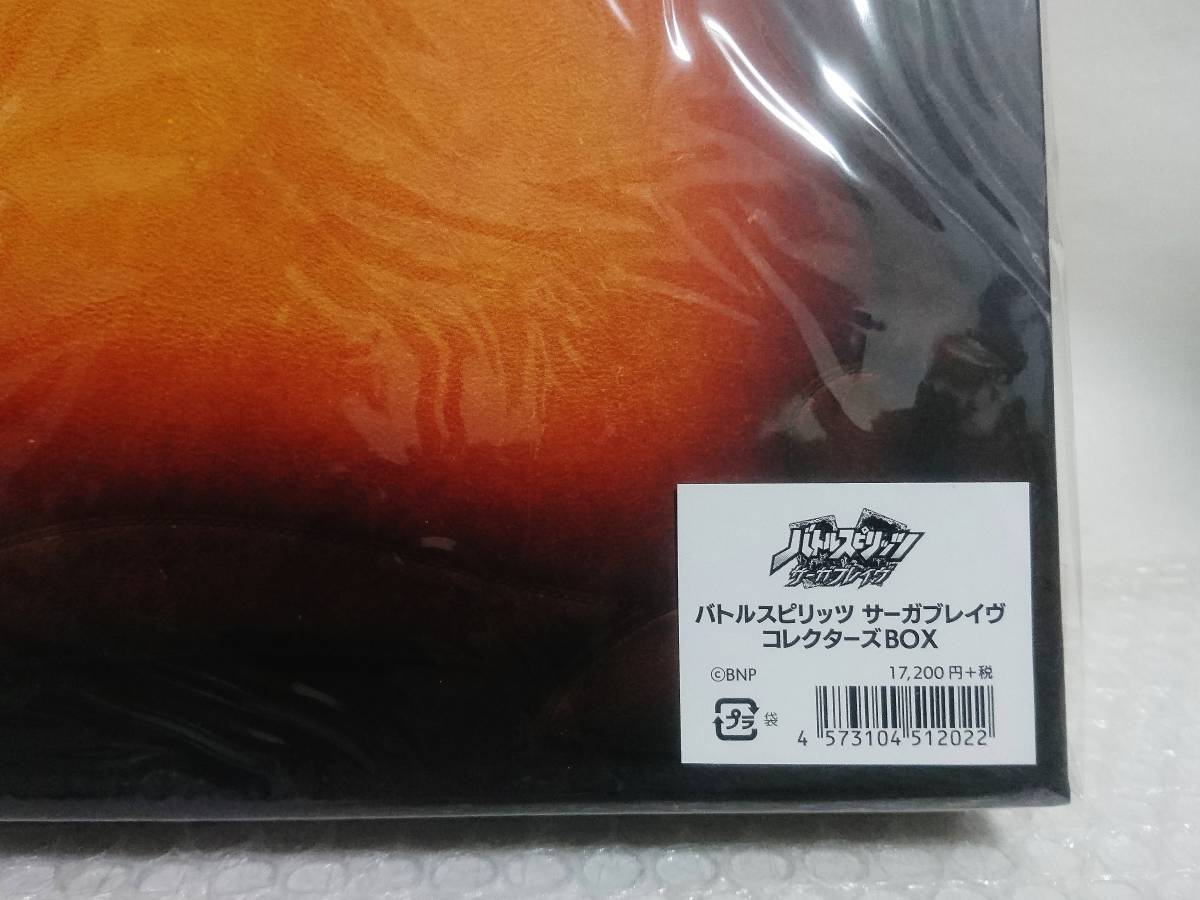 バトルスピリッツ
サーガブレイヴ
バトルスピリッツ サーガブレイヴ
コレクターズBOX
©BNP 17,200円+税
プラ 袋
4 573104 512022